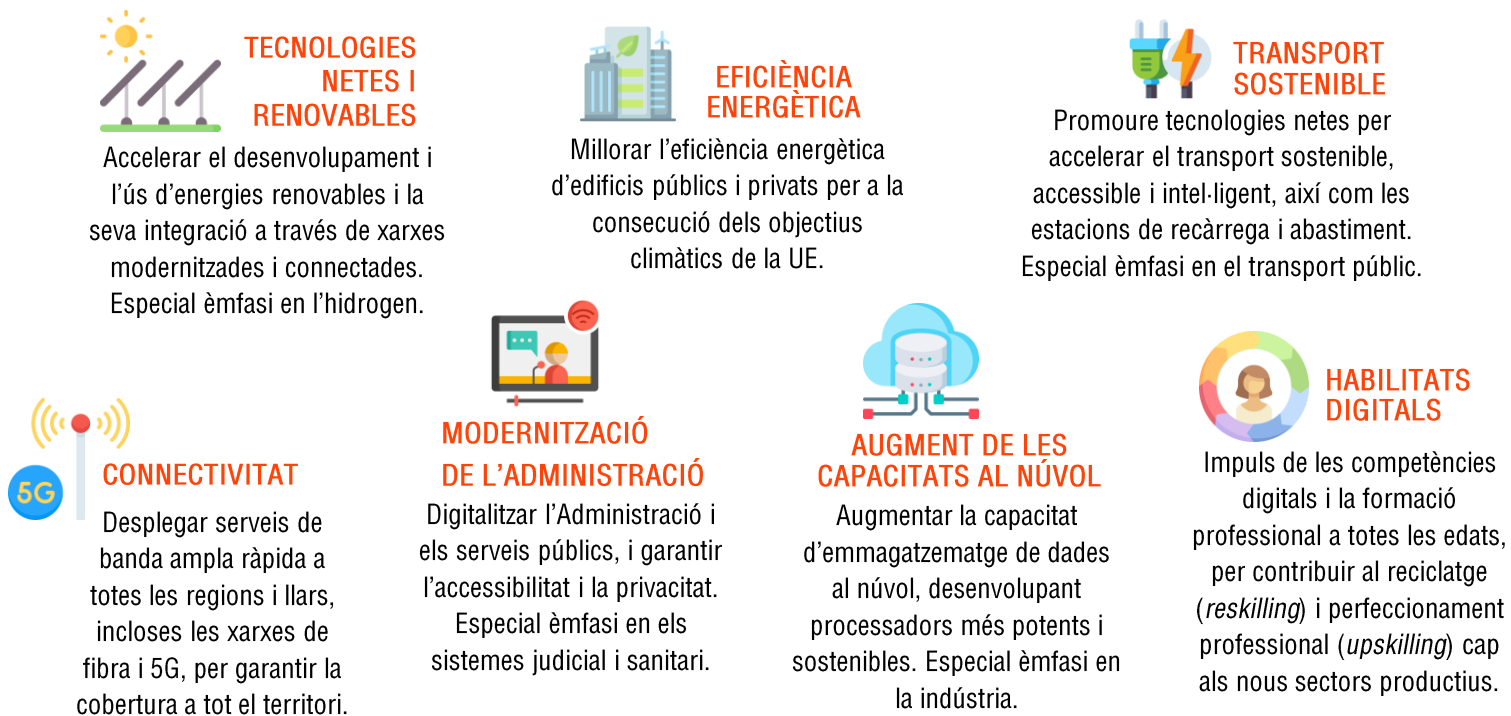 TECNOLOGIES
NETES I
RENOVABLES
Accelerar el desenvolupament i
l’ús d’energies renovables i la
seva integració a través de xarxes
modernitzades i connectades.
Especial èmfasi en l’hidrogen.
EFICIÈNCIA
ENERGÈTICA
Millorar l’eficiència energètica
d’edificis públics i privats per a la
consecució dels objectius
climàtics de la UE.
TRANSPORT
SOSTENIBLE
Promoure tecnologies netes per
accelerar el transport sostenible,
accessible i intel·ligent, així com les
estacions de recàrrega i abastiment.
Especial èmfasi en el transport públic.
5G
CONNECTIVITAT
Desplegar serveis de
banda ampla ràpida a
totes les regions i llars,
incloses les xarxes de
fibra i 5G, per garantir la
cobertura a tot el territori.
MODERNITZACIÓ
DE L’ADMINISTRACIÓ
Digitalitzar l’Administració i
els serveis públics, i garantir
l’accessibilitat i la privacitat.
Especial èmfasi en els
sistemes judicial i sanitari.
AUGMENT DE LES
CAPACITATS AL NÚVOL
Augmentar la capacitat
d’emmagatzematge de dades
al núvol, desenvolupant
processadors més potents i
sostenibles. Especial èmfasi en
la indústria.
HABILITATS
DIGITALS
Impuls de les competències
digitals i la formació
professional a totes les edats,
per contribuir al reciclatge
(reskilling) i perfeccionament
professional (upskilling) cap
als nous sectors productius.